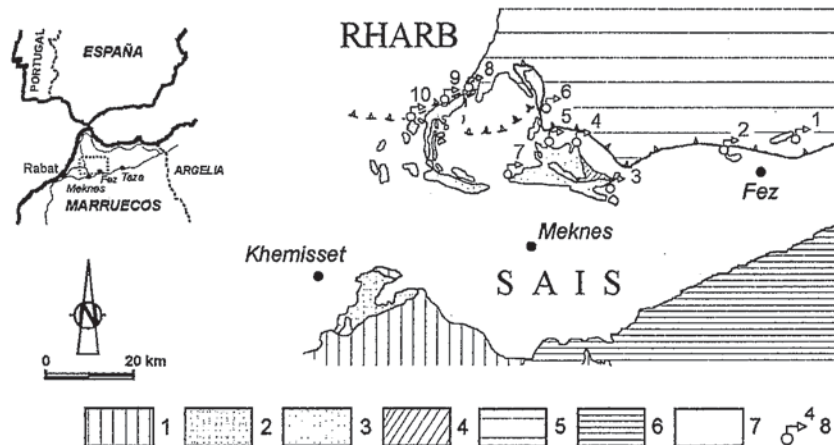 PORTUGAL
ESPAÑA
Rabat
Meknes
Fez
Taza
ARGELIA
MARRUECOS
N
0 20 km
RHARB
10
9
8
7
6
5
4
3
2
1
Fez
Meknes
Khemisset
SAIS
1 2 3 4 5 6 7 4 8